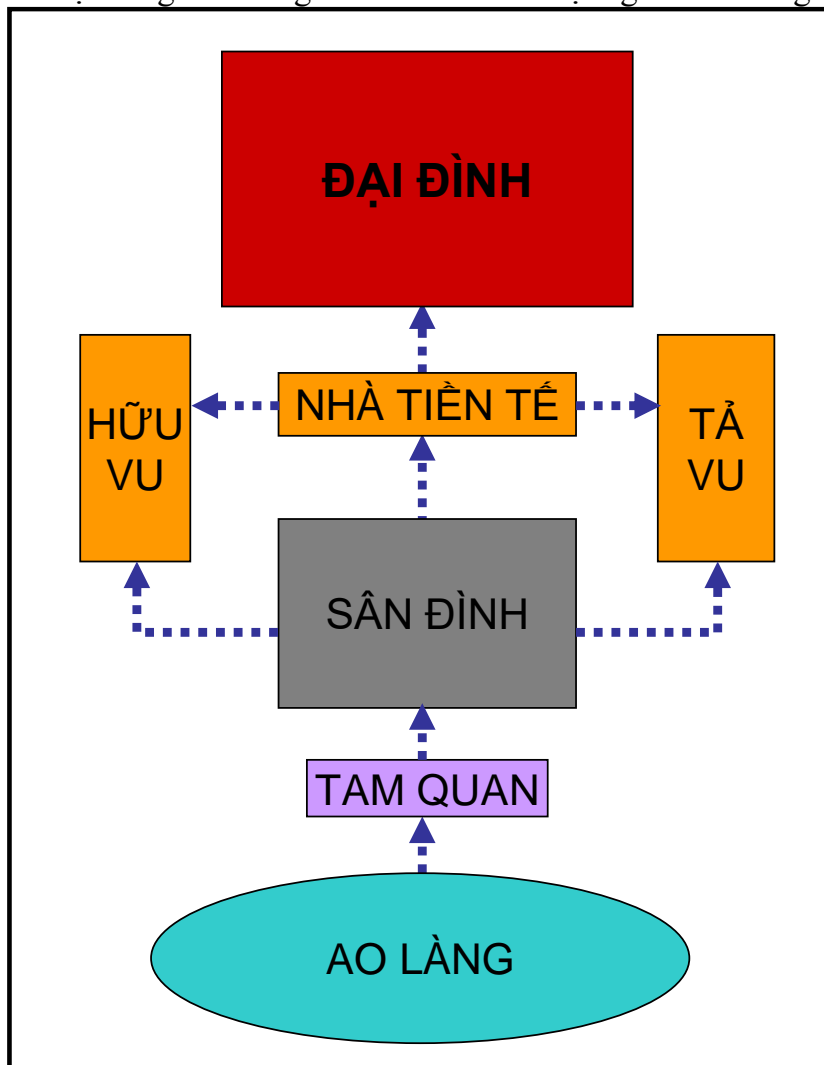 ĐẠI ĐÌNH
NHÀ TIỀN TẾ
HỮU
VU
TẢ
VU
SÂN ĐÌNH
TAM QUAN
AO LÀNG